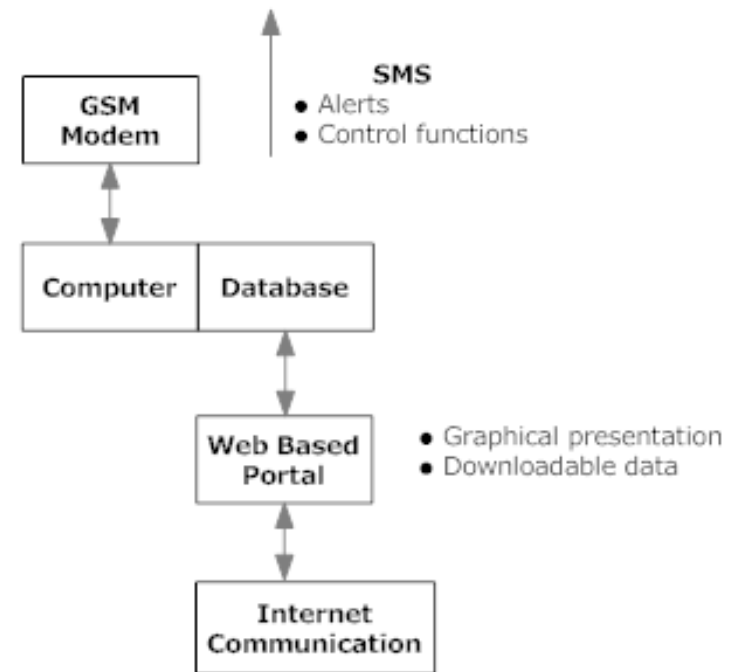 SMS
● Alerts
● Control functions
GSM
Modem
Computer
Database
Web Based
Portal
● Graphical presentation
● Downloadable data
Internet
Communication